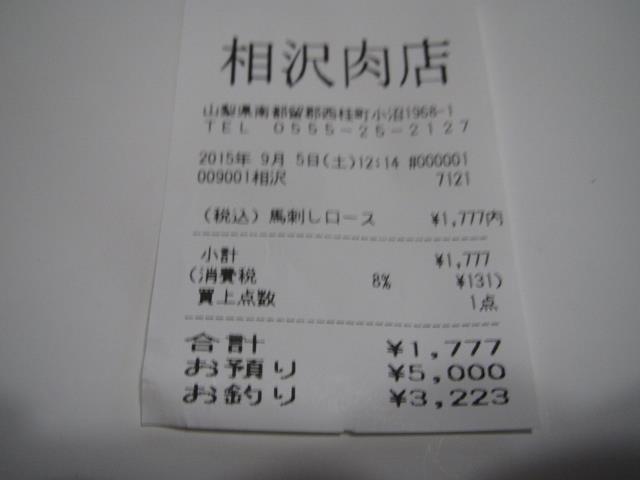 相沢肉店
山梨県南都留郡西桂町小沼1968-1
TEL 0555-25-2127
2015年 9月 5日(土)12:14 #000001
009001相沢 7121
(税込)馬刺しロース ¥1,777内
小計 ¥1,777
(消費税 8% ¥131)
買上点数 1点
合計 ¥1,777
お預り ¥5,000
お釣り ¥3,223